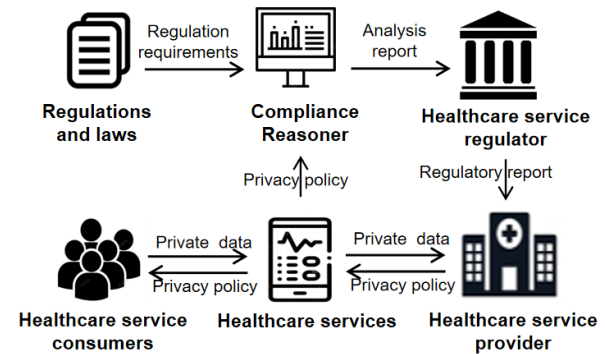 Regulation
requirements
Analysis
report
Regulations
and laws
Compliance
Reasoner
Healthcare service
regulator
Privacy policy
Regulatory report
Private data
Privacy policy
Private data
Privacy policy
Healthcare service
consumers
Healthcare services
Healthcare service
provider